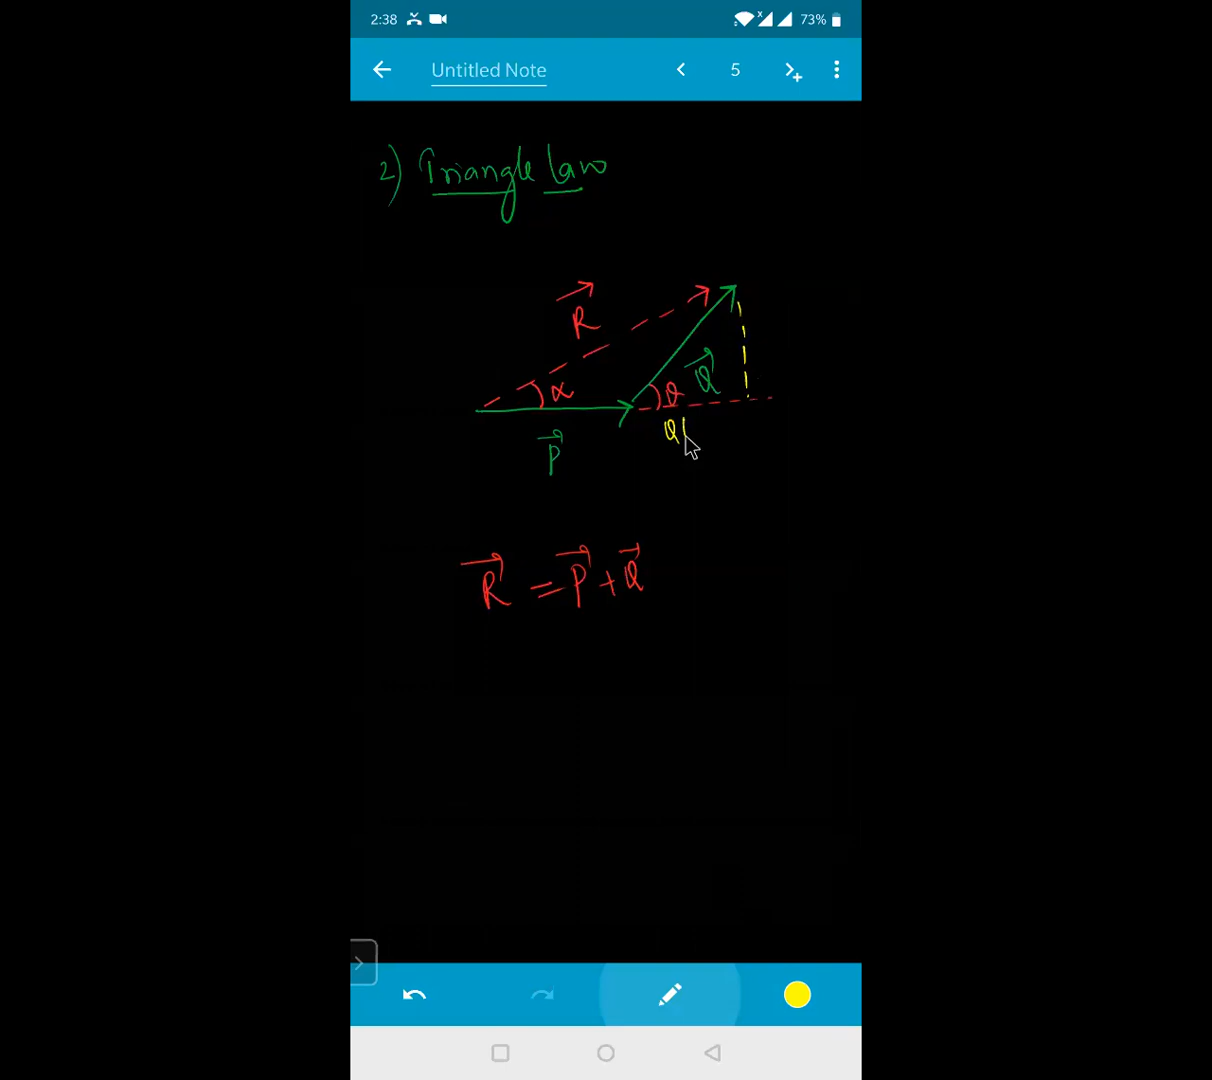 2:38 73%
Untitled Note 5
2) Triangle Law
R
α θ Q
P
Q
R = P + Q